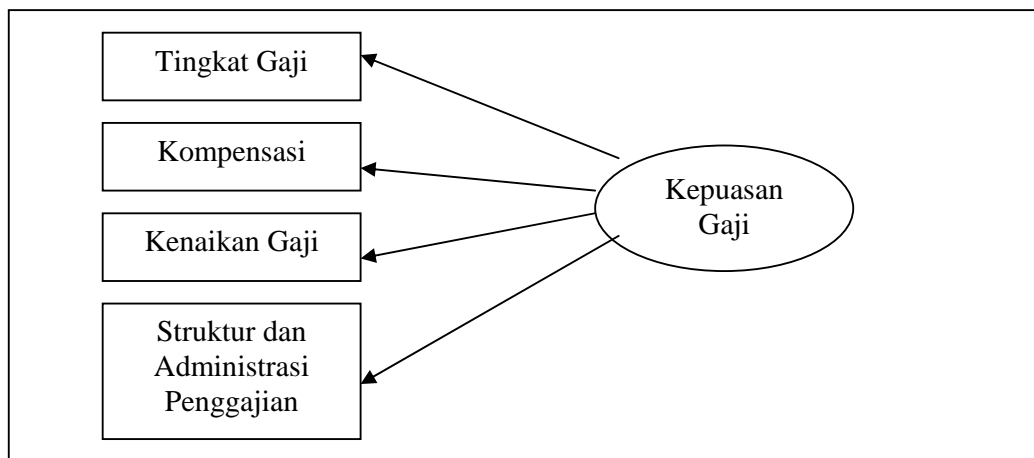 Tingkat Gaji
Kompensasi
Kenaikan Gaji
Struktur dan
Administrasi
Penggajian
Kepuasan
Gaji